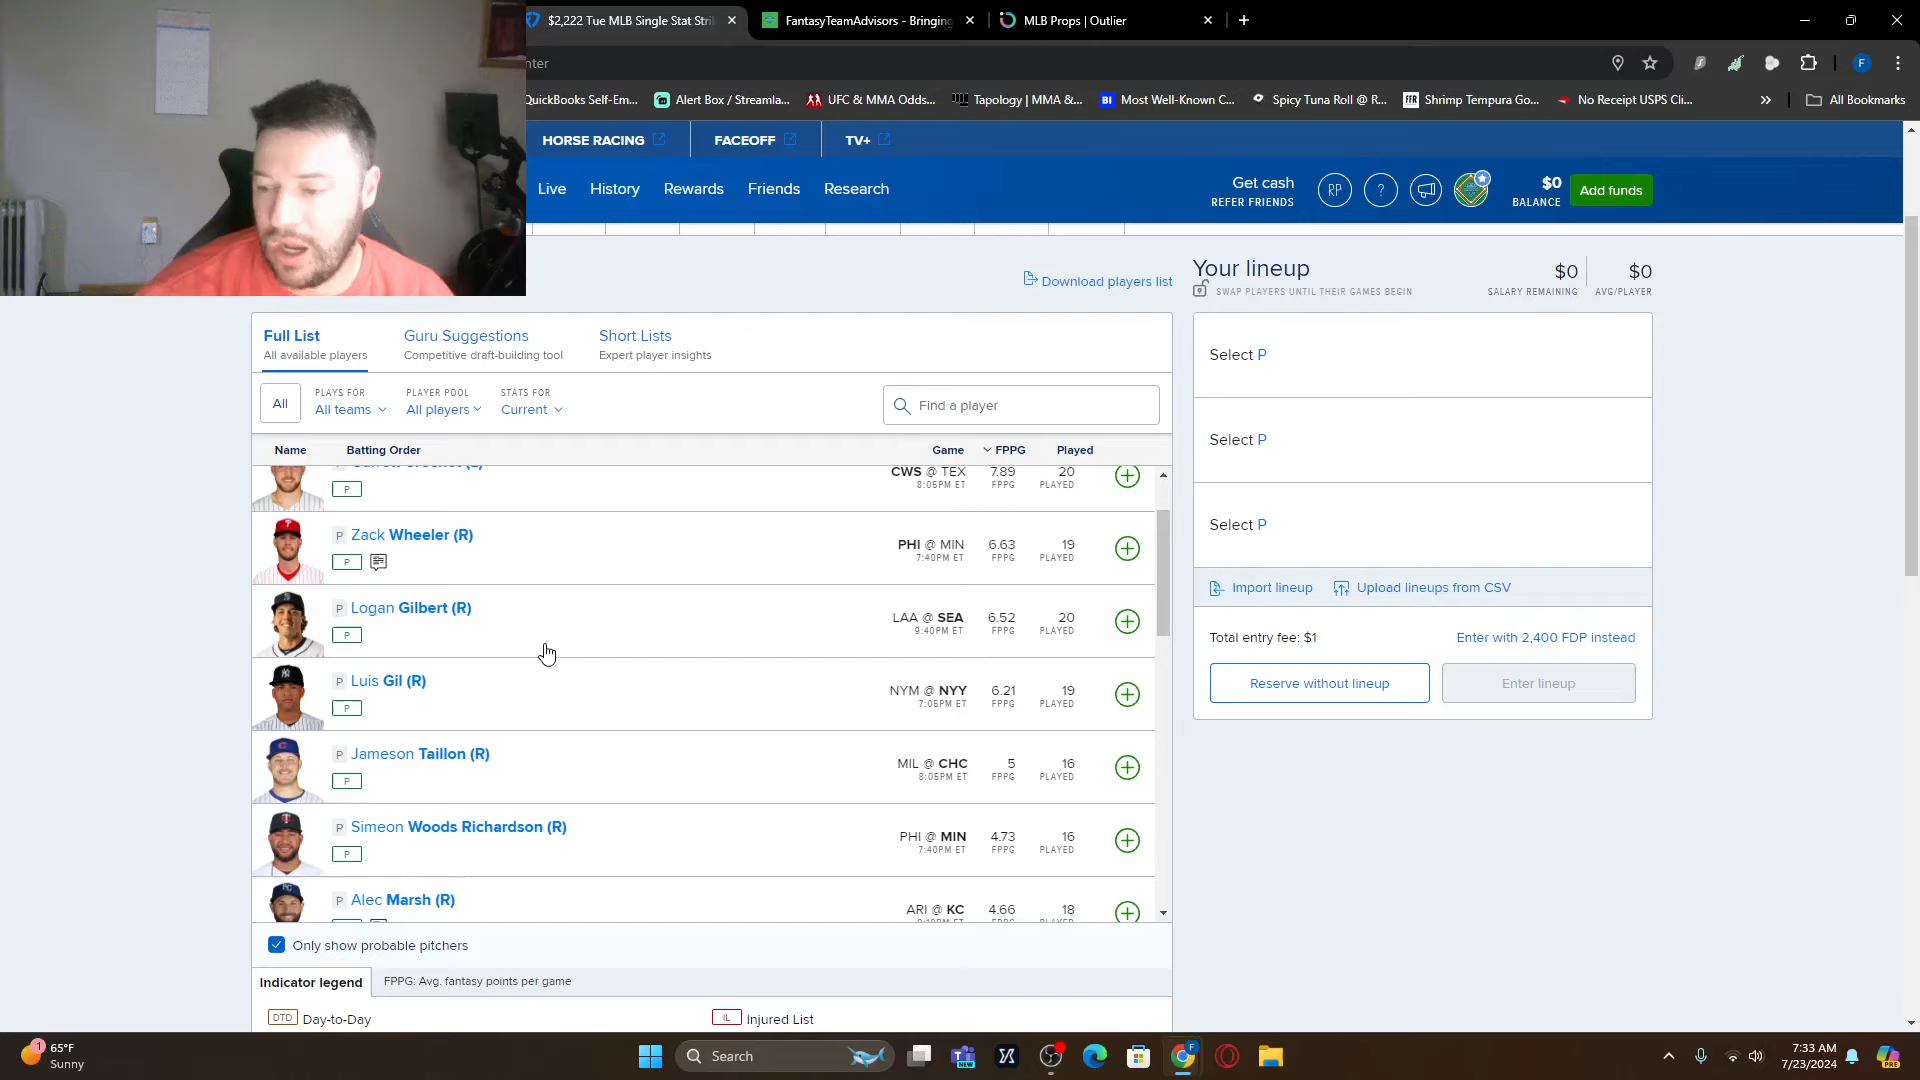 $2,222 Tue MLB Single Stat Stri
FantasyTeamAdvisors - Bringing
MLB Props | Outlier
nter
F
QuickBooks Self-Em...
Alert Box / Streamla...
UFC & MMA Odds...
Tapology | MMA &...
BI Most Well-Known C...
Spicy Tuna Roll @ R...
FFR Shrimp Tempura Go...
No Receipt USPS Cli...
All Bookmarks
HORSE RACING
FACEOFF
TV+
Live
History
Rewards
Friends
Research
Get cash
REFER FRIENDS
RP
?
$0
BALANCE
Add funds
Download players list
Your lineup
SWAP PLAYERS UNTIL THEIR GAMES BEGIN
$0
SALARY REMAINING
$0
AVG/PLAYER
Full List
All available players
Guru Suggestions
Competitive draft-building tool
Short Lists
Expert player insights
All
PLAYS FOR
All teams
PLAYER POOL
All players
STATS FOR
Current
Find a player
Name
Batting Order
Game
FPPG
Played
P
CWS @ TEX
8:05PM ET
7.89
FPPG
20
PLAYED
P Zack Wheeler (R)
P
PHI @ MIN
7:40PM ET
6.63
FPPG
19
PLAYED
P Logan Gilbert (R)
P
LAA @ SEA
9:40PM ET
6.52
FPPG
20
PLAYED
P Luis Gil (R)
P
NYM @ NYY
7:05PM ET
6.21
FPPG
19
PLAYED
P Jameson Taillon (R)
P
MIL @ CHC
8:05PM ET
5
FPPG
16
PLAYED
P Simeon Woods Richardson (R)
P
PHI @ MIN
7:40PM ET
4.73
FPPG
16
PLAYED
P Alec Marsh (R)
ARI @ KC
4.66
18
Only show probable pitchers
Indicator legend
FPPG: Avg. fantasy points per game
DTD Day-to-Day
IL Injured List
Select P
Select P
Select P
Import lineup
Upload lineups from CSV
Total entry fee: $1
Enter with 2,400 FDP instead
Reserve without lineup
Enter lineup
1
65°F
Sunny
Search
NEW
F
7:33 AM
7/23/2024
PRE